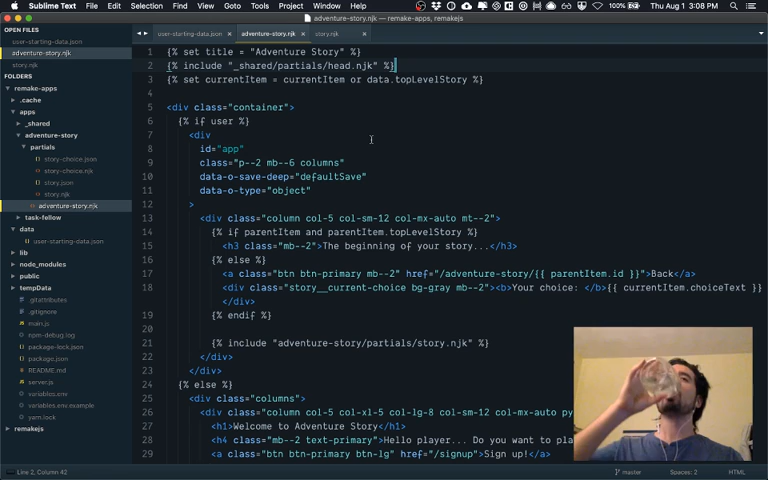 Sublime Text File Edit Selection Find View Goto Tools Project Window Help
100% Thu Aug 1 3:08 PM
adventure-story.njk — remake-apps, remakejs
OPEN FILES
user-starting-data.json
adventure-story.njk
story.njk
FOLDERS
remake-apps
.cache
apps
_shared
adventure-story
partials
story-choice.json
story-choice.njk
story.json
story.njk
adventure-story.njk
task-fellow
data
user-starting-data.json
lib
node_modules
public
tempData
.gitattributes
.gitignore
main.js
npm-debug.log
package-lock.json
package.json
README.md
server.js
variables.env
variables.env.example
yarn.lock
remakejs
user-starting-data.json adventure-story.njk story.njk
1 {% set title = "Adventure Story" %}
2 {% include "_shared/partials/head.njk" %}
3 {% set currentItem = currentItem or data.topLevelStory %}
4
5 <div class="container">
6 {% if user %}
7 <div
8 id="app"
9 class="p--2 mb--6 columns"
10 data-o-save-deep="defaultSave"
11 data-o-type="object"
12 >
13 <div class="column col-5 col-sm-12 col-mx-auto mt--2">
14 {% if parentItem and parentItem.topLevelStory %}
15 <h3 class="mb--2">The beginning of your story...</h3>
16 {% else %}
17 <a class="btn btn-primary mb--2" href="/adventure-story/{{ parentItem.id }}">Back</a>
18 <div class="story__current-choice bg-gray mb--2"><b>Your choice: </b>{{ currentItem.choiceText }}
</div>
19 {% endif %}
20
21 {% include "adventure-story/partials/story.njk" %}
22 </div>
23 </div>
24 {% else %}
25 <div class="columns">
26 <div class="column col-5 col-xl-5 col-lg-8 col-sm-12 col-mx-auto py
27 <h1>Welcome to Adventure Story</h1>
28 <h4 class="mb--2 text-primary">Hello player... Do you want to pla
29 <a class="btn btn-primary btn-lg" href="/signup">Sign up!</a>
Line 2, Column 42
master Spaces: 2 HTML